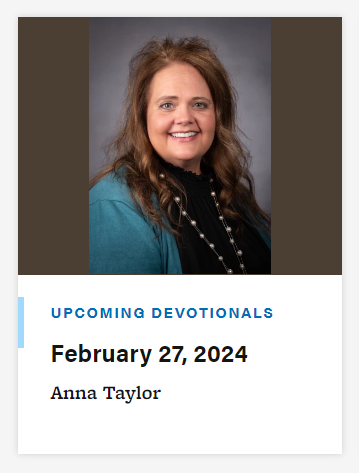 UPCOMING DEVOTIONALS
February 27, 2024
Anna Taylor